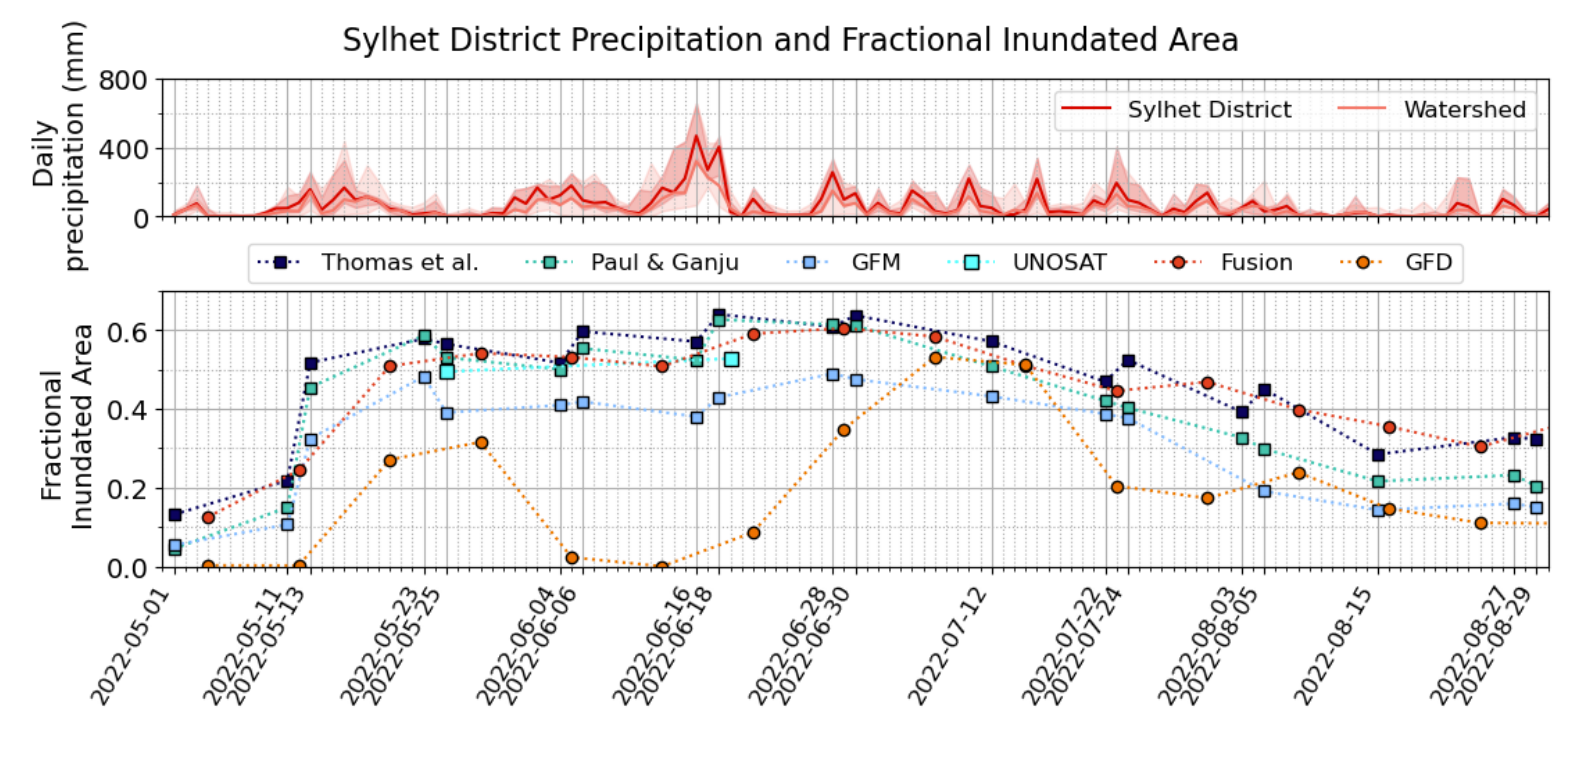 Sylhet District Precipitation and Fractional Inundated Area
Daily
precipitation (mm)
800
400
0
Sylhet District
Watershed
Thomas et al.
Paul & Ganju
GFM
UNOSAT
Fusion
GFD
Fractional
Inundated Area
0.6
0.4
0.2
0.0
2022-05-01
2022-05-11
2022-05-13
2022-05-23
2022-05-25
2022-06-04
2022-06-06
2022-06-16
2022-06-18
2022-06-28
2022-06-30
2022-07-12
2022-07-22
2022-07-24
2022-08-03
2022-08-05
2022-08-15
2022-08-27
2022-08-29